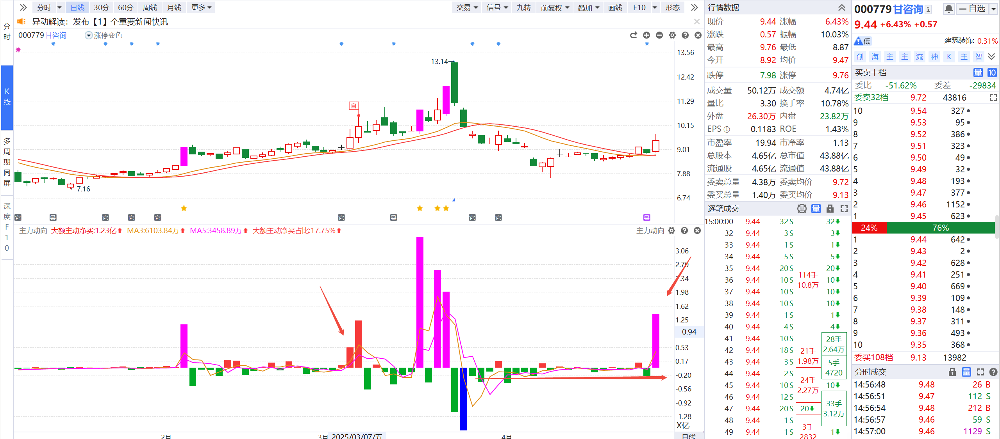 分时 日线 30分 60分 周线 月线 更多 交易 信号 九转 前复权 叠加 画线 F10 形态
异动解读：发布【1】个重要新闻快讯
000779 甘咨询 涨停变色
分时
K线
多周期同屏
深度F10
13.56
12.42
11.29
10.15
9.01
7.88
6.74
13.14
7.16
自
主力动向 大额主动净买:1.23亿 MA3:6103.84万 MA5:3458.89万 大额主动净买占比:17.75% 主力动向
3.06
2.70
2.34
1.98
1.62
1.25
0.94
0.53
0.17
-0.20
-0.56
-0.92
-1.28
X亿
2月 3月 2025/03/07/五 4月 日线
行情数据
现价 9.44 涨幅 6.43%
涨跌 0.57 振幅 10.03%
最高 9.76 最低 8.87
今开 8.92 均价 9.47
跌停 7.98 涨停 9.76
成交量 50.12万 成交额 4.74亿
量比 3.30 换手率 10.78%
外盘 26.30万 内盘 23.82万
EPS① 0.1183 ROE 1.43%
市盈率 19.94 市净率 1.13
总股本 4.65亿 总市值 43.88亿
流通股 4.65亿 流通值 43.88亿
委卖总量 4.38万 委卖均价 9.72
委买总量 1.40万 委买均价 9.13
逐笔成交 单 量
15:00:00 9.44 32 S 32
32 9.44 3 S 3
33 9.44 1 S 1
34 9.44 5 S 5
35 9.44 20 S 20
36 9.44 10 S 10
37 9.44 10 S 10
38 9.44 10 S 10
39 9.44 1 S 1
40 9.44 4 S 4
41 9.44 10 S
42 9.44 18 S
43 9.44 3 S
44 9.44 2 S
45 9.44 10 S 10
46 9.44 12 S
47 9.44 20 S 20
48 9.44 1 S
49 9.44 1 S 1
114手
10.8万
21手
1.98万
24手
2.27万
3手
2832
28手
2.64万
5手
4720
33手
3.12万
000779 甘咨询 自选
9.44 +6.43% +0.57
低 建筑装饰: 0.31%
创 海 主 主 流 神 K 主 智
买卖十档 量 10
委比 -51.62% 委差 -29834
委卖32档 9.72 43816
10 9.54 327
9 9.53 95
8 9.52 386
7 9.51 323
6 9.50 49
5 9.49 32
4 9.48 193
3 9.47 377
2 9.46 1152
1 9.45 623
24% 76%
1 9.44 642
2 9.43 2
3 9.42 628
4 9.41 251
5 9.40 669
6 9.39 109
7 9.38 148
8 9.37 311
9 9.36 493
10 9.35 368
委买108档 9.13 13982
分时成交 量
14:56:48 9.48 26 B
14:56:51 9.47 112 S
14:56:54 9.48 212 B
14:56:57 9.46 59 S
14:57:00 9.46 1129 S